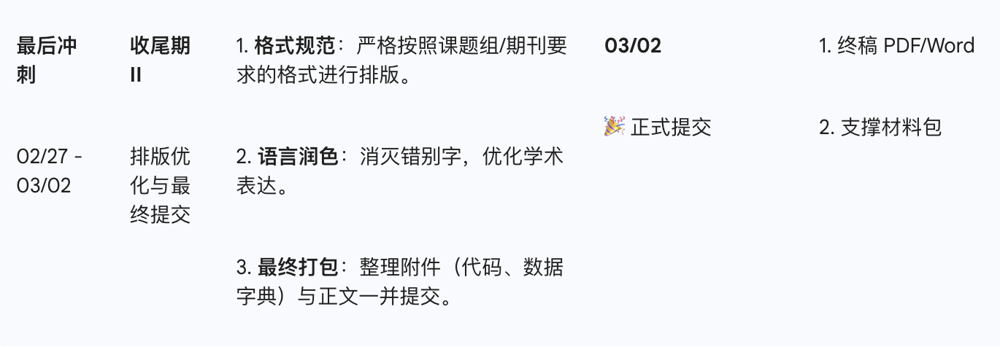 最后冲
刺
02/27 -
03/02
收尾期
II
排版优
化与最
终提交
1. 格式规范：严格按照课题组/期刊要
求的格式进行排版。
2. 语言润色：消灭错别字，优化学术
表达。
3. 最终打包：整理附件（代码、数据
字典）与正文一并提交。
03/02
🎉 正式提交
1. 终稿 PDF/Word
2. 支撑材料包